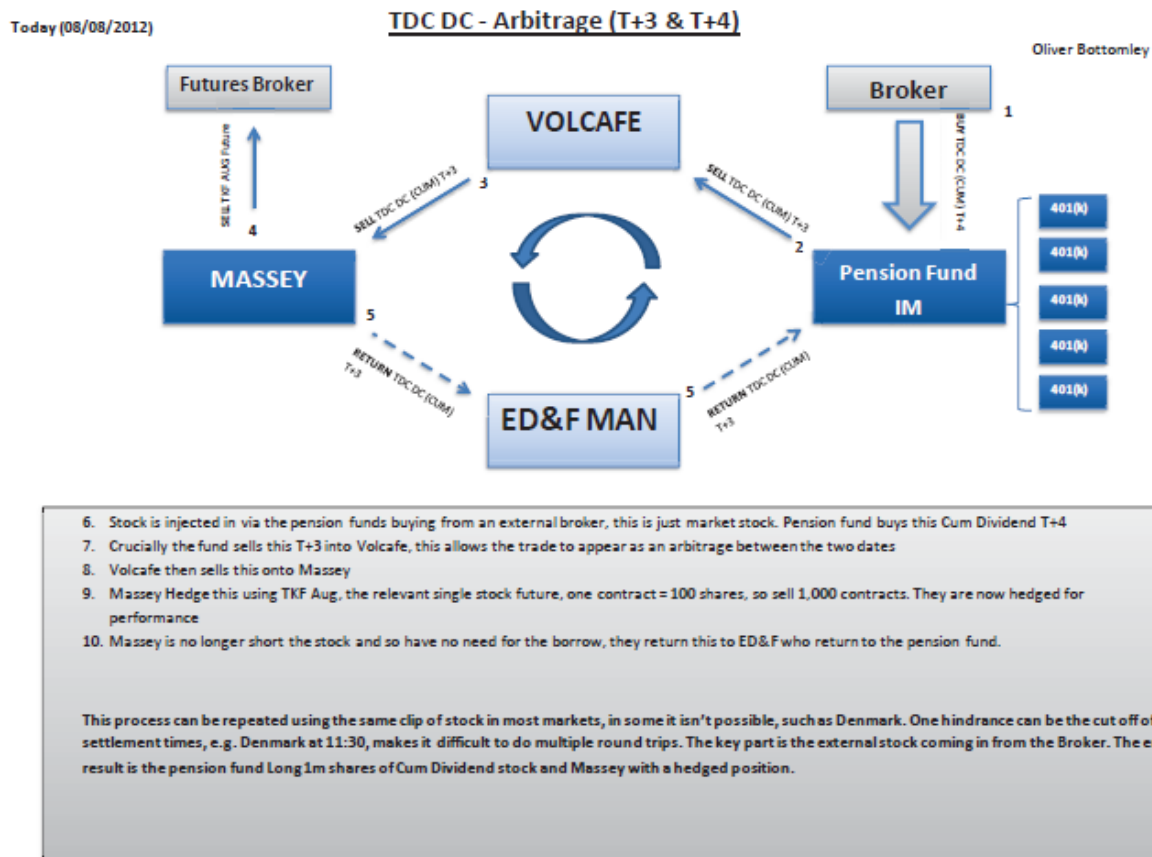 Today (08/08/2012)
TDC DC - Arbitrage (T+3 & T+4)
Oliver Bottomley
Futures Broker
VOLCAFE
Broker
1
SELL TKF AUG Future
4
SELL TDC DC (CUM) T+3
3
SELL TDC DC (CUM) T+3
2
BUY TDC DC (CUM) T+4
MASSEY
Pension Fund
IM
401(k)
401(k)
401(k)
401(k)
401(k)
5
RETURN TDC DC (CUM)
T+3
ED&F MAN
5
RETURN TDC DC (CUM)
T+3
6. Stock is injected in via the pension funds buying from an external broker, this is just market stock. Pension fund buys this Cum Dividend T+4
7. Crucially the fund sells this T+3 into Volcafe, this allows the trade to appear as an arbitrage between the two dates
8. Volcafe then sells this onto Massey
9. Massey Hedge this using TKF Aug, the relevant single stock future, one contract = 100 shares, so sell 1,000 contracts. They are now hedged for
performance
10. Massey is no longer short the stock and so have no need for the borrow, they return this to ED&F who return to the pension fund.
This process can be repeated using the same clip of stock in most markets, in some it isn't possible, such as Denmark. One hindrance can be the cut off of
settlement times, e.g. Denmark at 11:30, makes it difficult to do multiple round trips. The key part is the external stock coming in from the Broker. The e
result is the pension fund Long 1m shares of Cum Dividend stock and Massey with a hedged position.